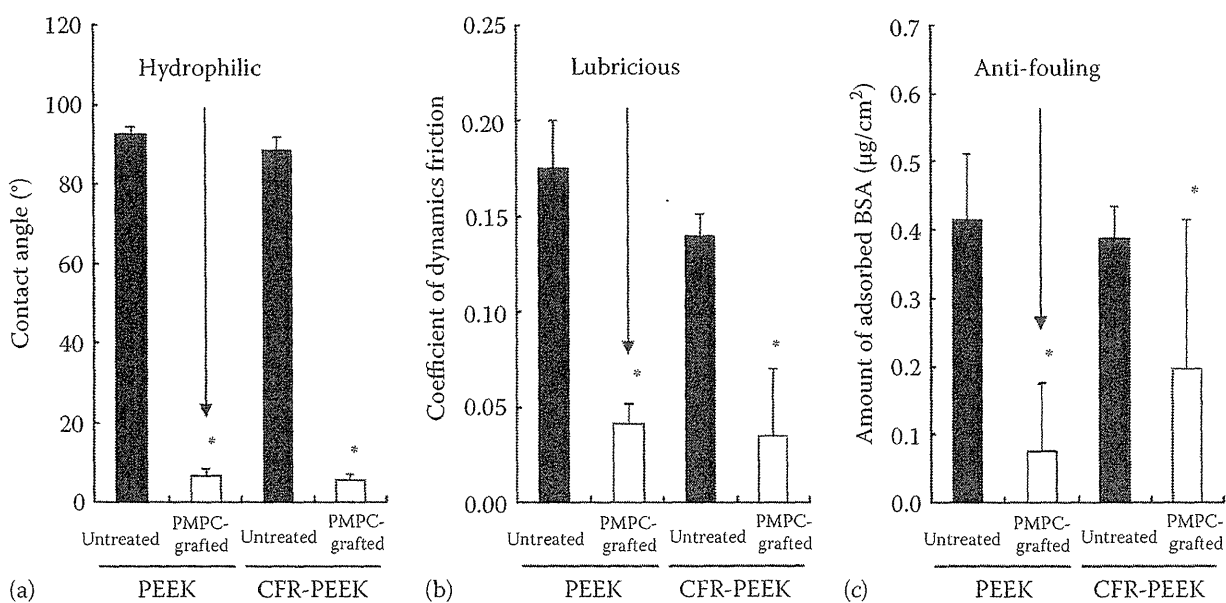 Contact angle (°)
120
100
80
60
40
20
0
Hydrophilic
*
*
Untreated
PMPC-
grafted
Untreated
PMPC-
grafted
PEEK
CFR-PEEK
(a)
Coefficient of dynamics friction
0.20
0.15
0.10
0.05
0.00
Lubricious
*
*
Untreated
PMPC-
grafted
Untreated
PMPC-
grafted
PEEK
CFR-PEEK
(b)
Amount of adsorbed BSA (µg/cm²)
0.7
0.6
0.5
0.4
0.3
0.2
0.1
0.0
Anti-fouling
*
*
Untreated
PMPC-
grafted
Untreated
PMPC-
grafted
PEEK
CFR-PEEK
(c)